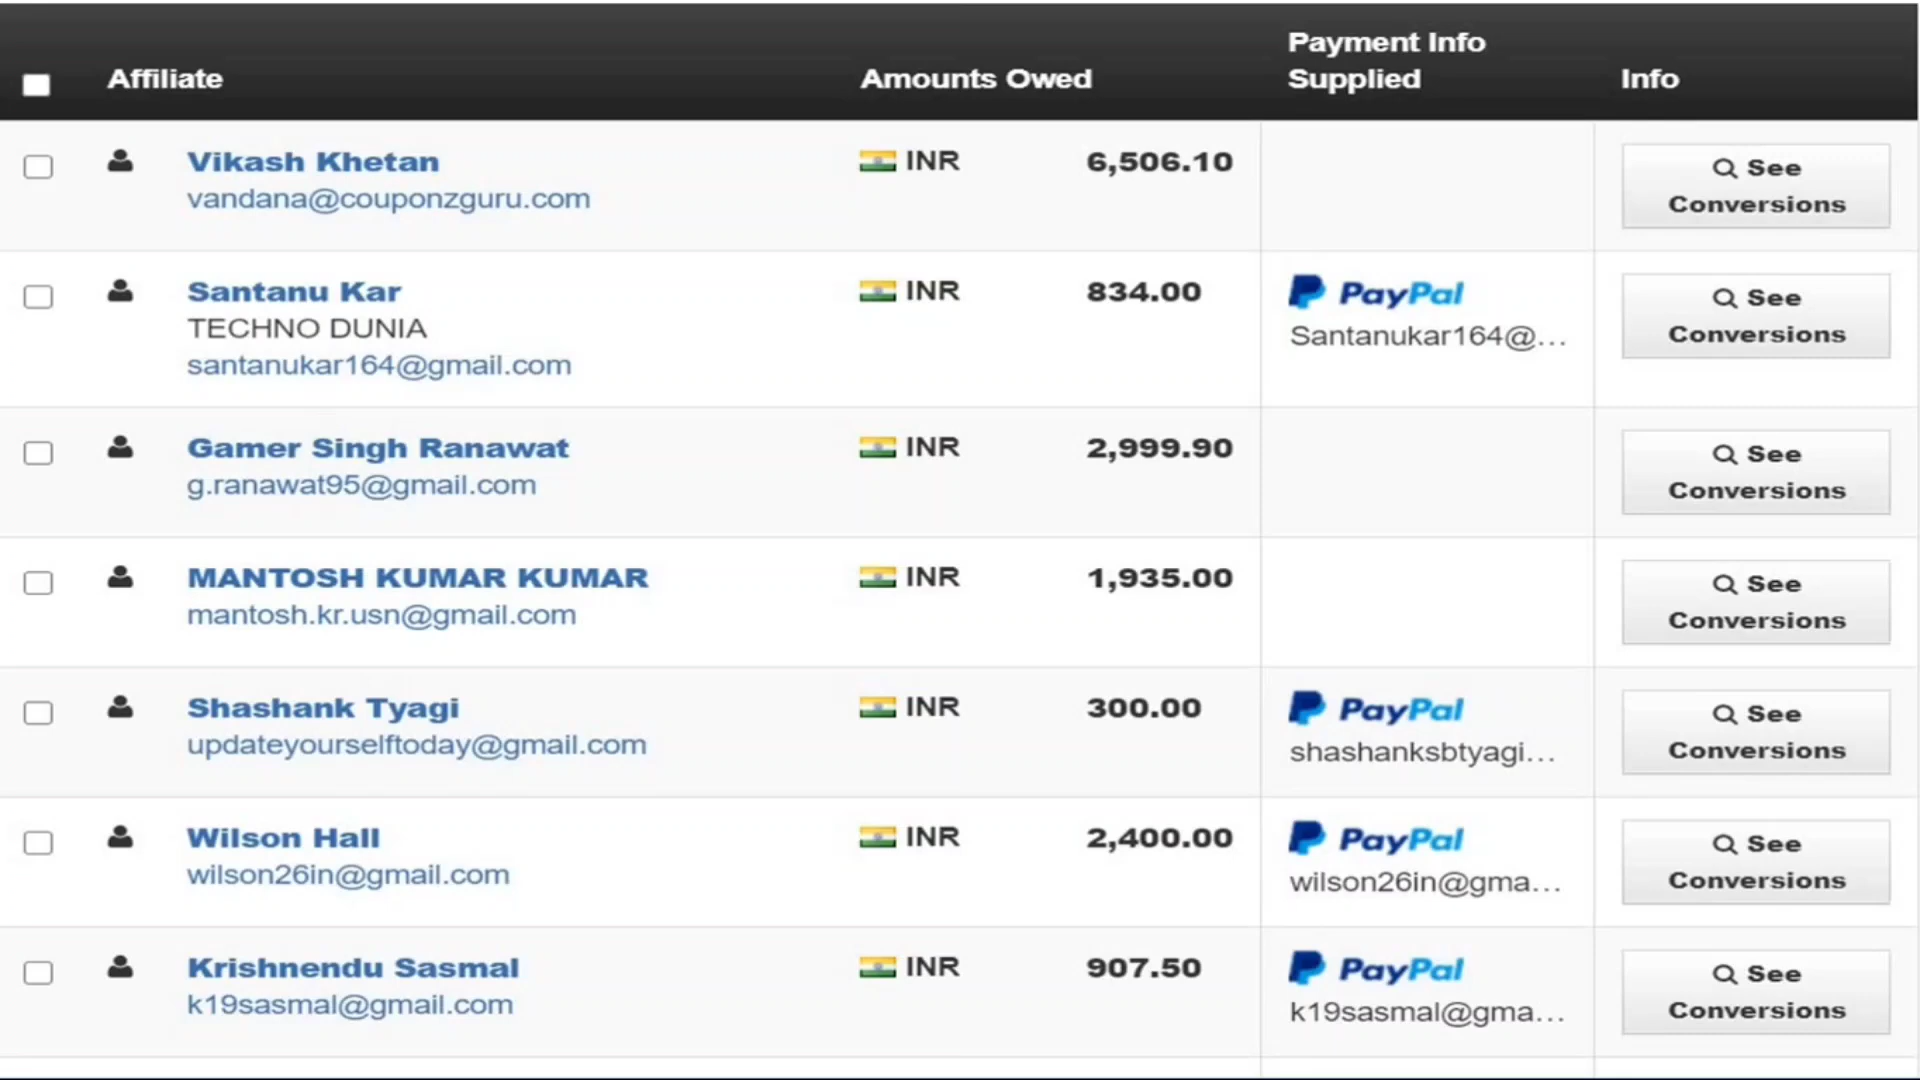 Affiliate Amounts Owed Payment Info Supplied Info
Vikash Khetan INR 6,506.10 See Conversions
vandana@couponzguru.com
Santanu Kar INR 834.00 PayPal See Conversions
TECHNO DUNIA Santanukar164@...
santanukar164@gmail.com
Gamer Singh Ranawat INR 2,999.90 See Conversions
g.ranawat95@gmail.com
MANTOSH KUMAR KUMAR INR 1,935.00 See Conversions
mantosh.kr.usn@gmail.com
Shashank Tyagi INR 300.00 PayPal See Conversions
updateyourselftoday@gmail.com shashanksbtyagi...
Wilson Hall INR 2,400.00 PayPal See Conversions
wilson26in@gmail.com wilson26in@gma...
Krishnendu Sasmal INR 907.50 PayPal See Conversions
k19sasmal@gmail.com k19sasmal@gma...